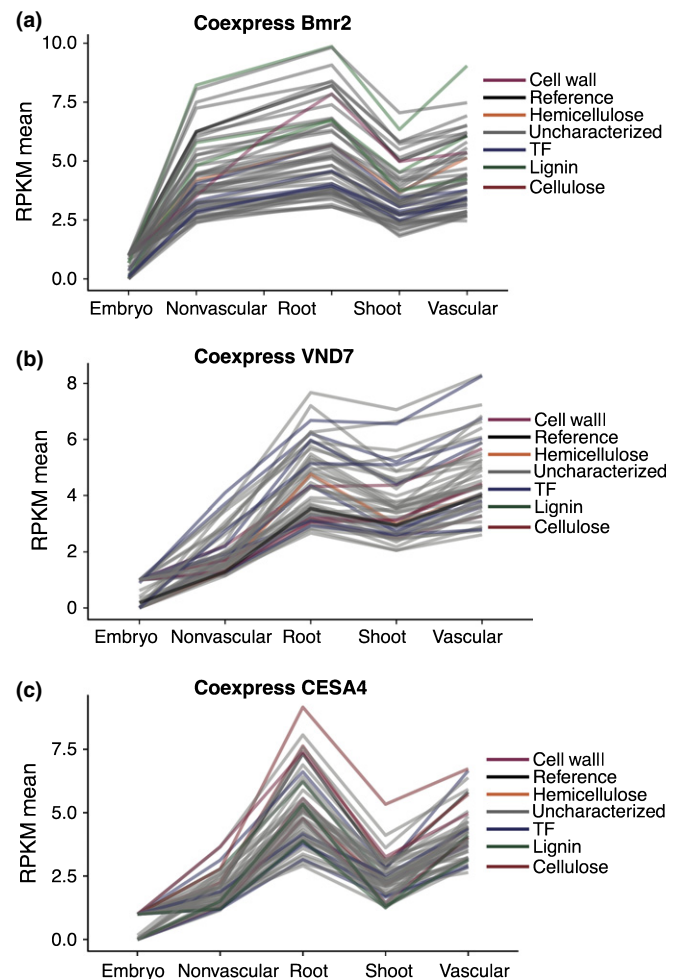 (a)
Coexpress Bmr2
10.0
7.5
5.0
2.5
0.0
RPKM mean
Embryo Nonvascular Root Shoot Vascular
Cell wall
Reference
Hemicellulose
Uncharacterized
TF
Lignin
Cellulose
(b)
Coexpress VND7
8
6
4
2
0
RPKM mean
Embryo Nonvascular Root Shoot Vascular
Cell walll
Reference
Hemicellulose
Uncharacterized
TF
Lignin
Cellulose
(c)
Coexpress CESA4
7.5
5.0
2.5
0.0
RPKM mean
Embryo Nonvascular Root Shoot Vascular
Cell walll
Reference
Hemicellulose
Uncharacterized
TF
Lignin
Cellulose